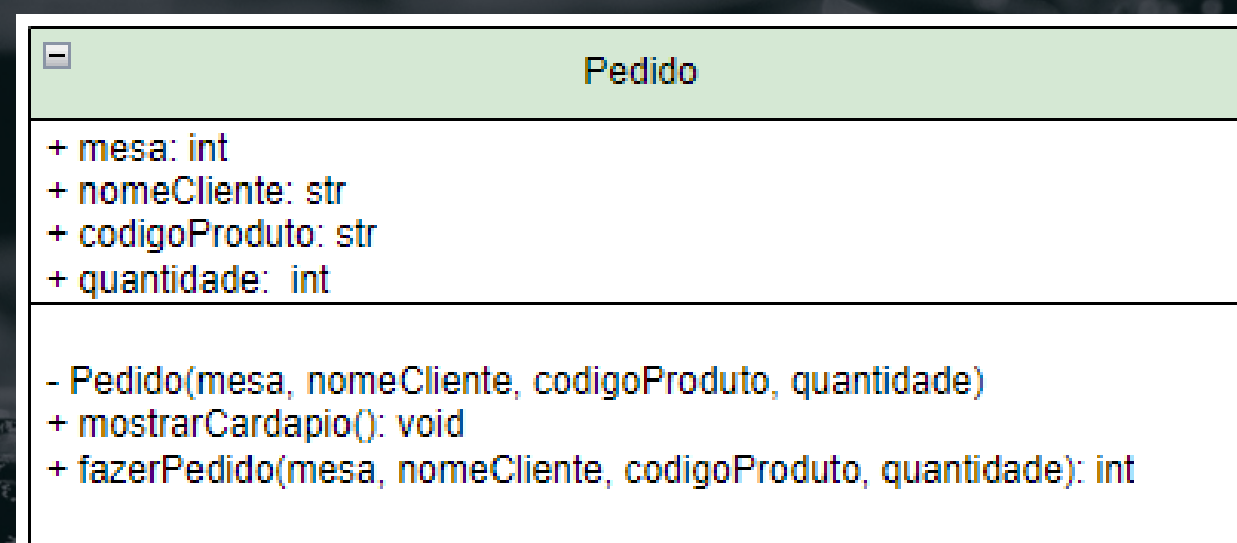 Pedido
+ mesa: int
+ nomeCliente: str
+ codigoProduto: str
+ quantidade: int
- Pedido(mesa, nomeCliente, codigoProduto, quantidade)
+ mostrarCardapio(): void
+ fazerPedido(mesa, nomeCliente, codigoProduto, quantidade): int